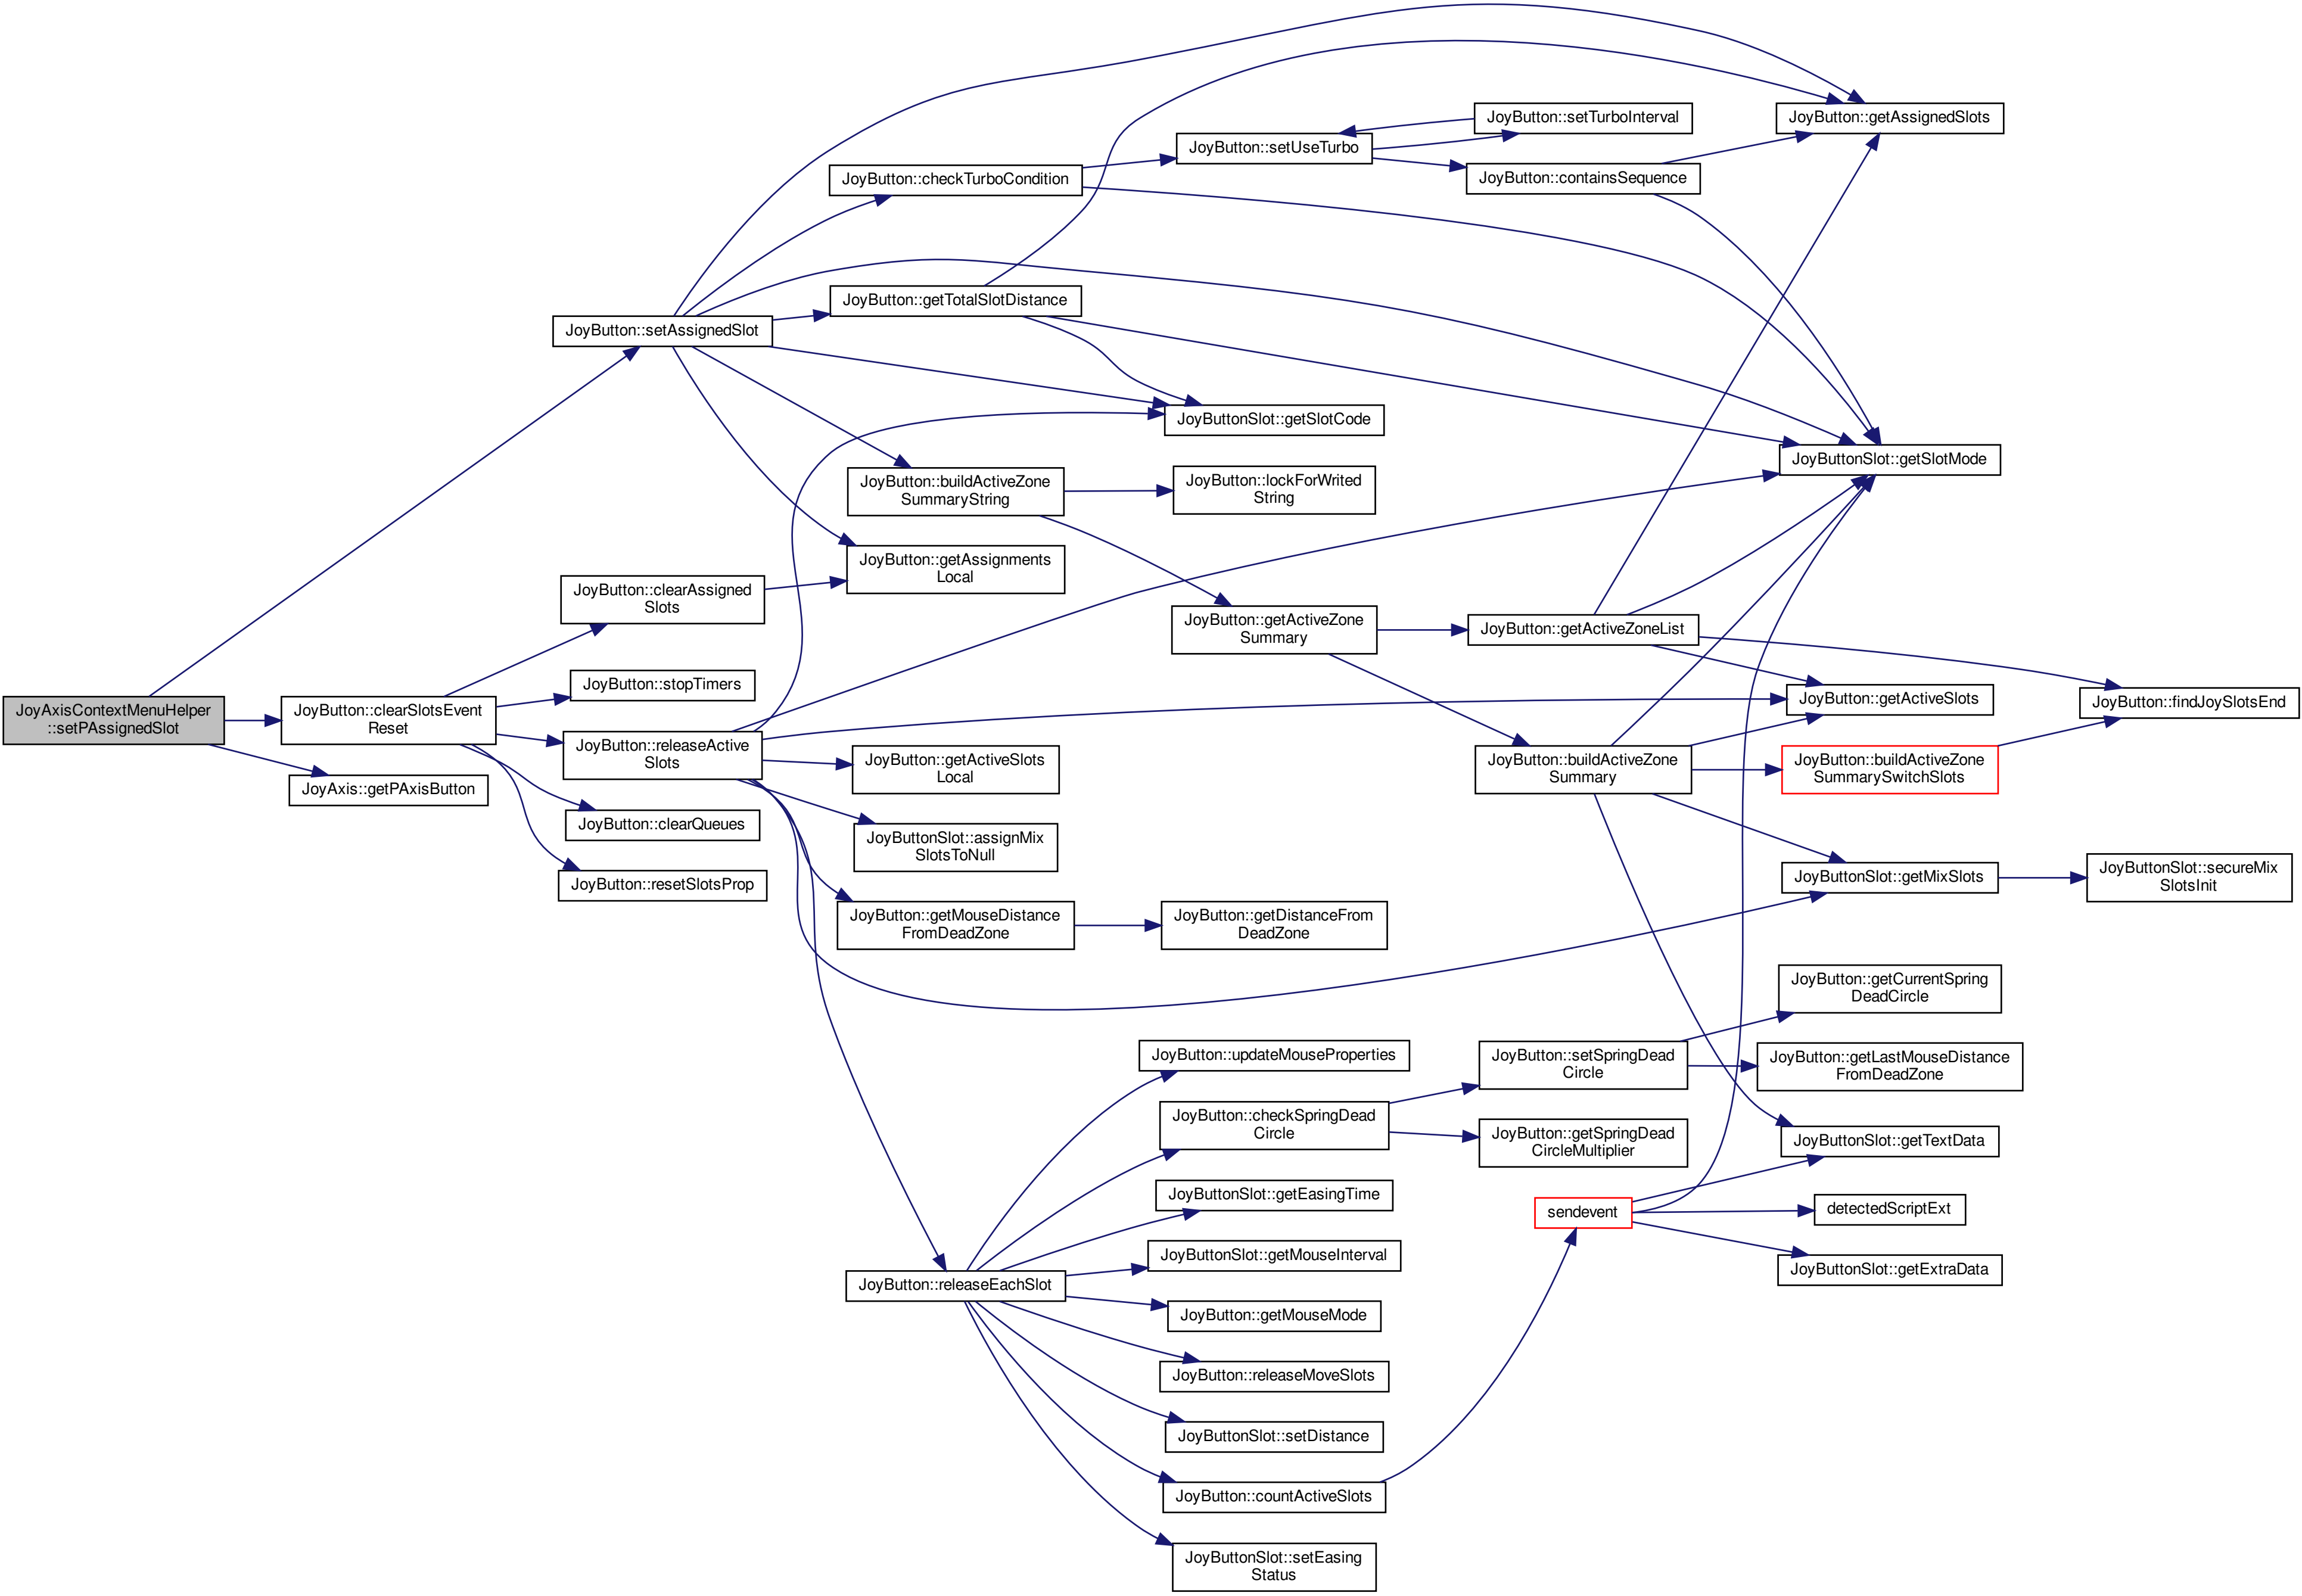 JoyAxisContextMenuHelper
::setPAssignedSlot
JoyButton::setAssignedSlot
JoyButton::clearSlotsEvent
Reset
JoyAxis::getPAxisButton
JoyButton::clearAssigned
Slots
JoyButton::stopTimers
JoyButton::releaseActive
Slots
JoyButton::clearQueues
JoyButton::resetSlotsProp
JoyButton::checkTurboCondition
JoyButton::getTotalSlotDistance
JoyButton::buildActiveZone
SummaryString
JoyButton::getAssignments
Local
JoyButton::getActiveSlots
Local
JoyButtonSlot::assignMix
SlotsToNull
JoyButton::getMouseDistance
FromDeadZone
JoyButton::releaseEachSlot
JoyButton::setUseTurbo
JoyButtonSlot::getSlotCode
JoyButton::lockForWrited
String
JoyButton::getActiveZone
Summary
JoyButton::getDistanceFrom
DeadZone
JoyButton::updateMouseProperties
JoyButton::checkSpringDead
Circle
JoyButtonSlot::getEasingTime
JoyButtonSlot::getMouseInterval
JoyButton::getMouseMode
JoyButton::releaseMoveSlots
JoyButtonSlot::setDistance
JoyButton::countActiveSlots
JoyButtonSlot::setEasing
Status
JoyButton::setTurboInterval
JoyButton::containsSequence
JoyButton::getActiveZoneList
JoyButton::buildActiveZone
Summary
JoyButton::setSpringDead
Circle
JoyButton::getSpringDead
CircleMultiplier
sendevent
JoyButton::getAssignedSlots
JoyButtonSlot::getSlotMode
JoyButton::getActiveSlots
JoyButton::buildActiveZone
SummarySwitchSlots
JoyButtonSlot::getMixSlots
JoyButton::getCurrentSpring
DeadCircle
JoyButton::getLastMouseDistance
FromDeadZone
JoyButtonSlot::getTextData
detectedScriptExt
JoyButtonSlot::getExtraData
JoyButton::findJoySlotsEnd
JoyButtonSlot::secureMix
SlotsInit